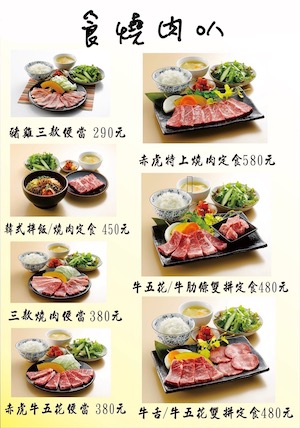 食燒肉ㄅㄚ
豬雞三款便當 290元
韓式拌飯/燒肉定食 450元
三款燒肉便當 380元
赤虎牛五花便當 380元
赤虎特上燒肉定食580元
牛五花/牛肋條雙拼定食480元
牛舌/牛五花雙拼定食480元